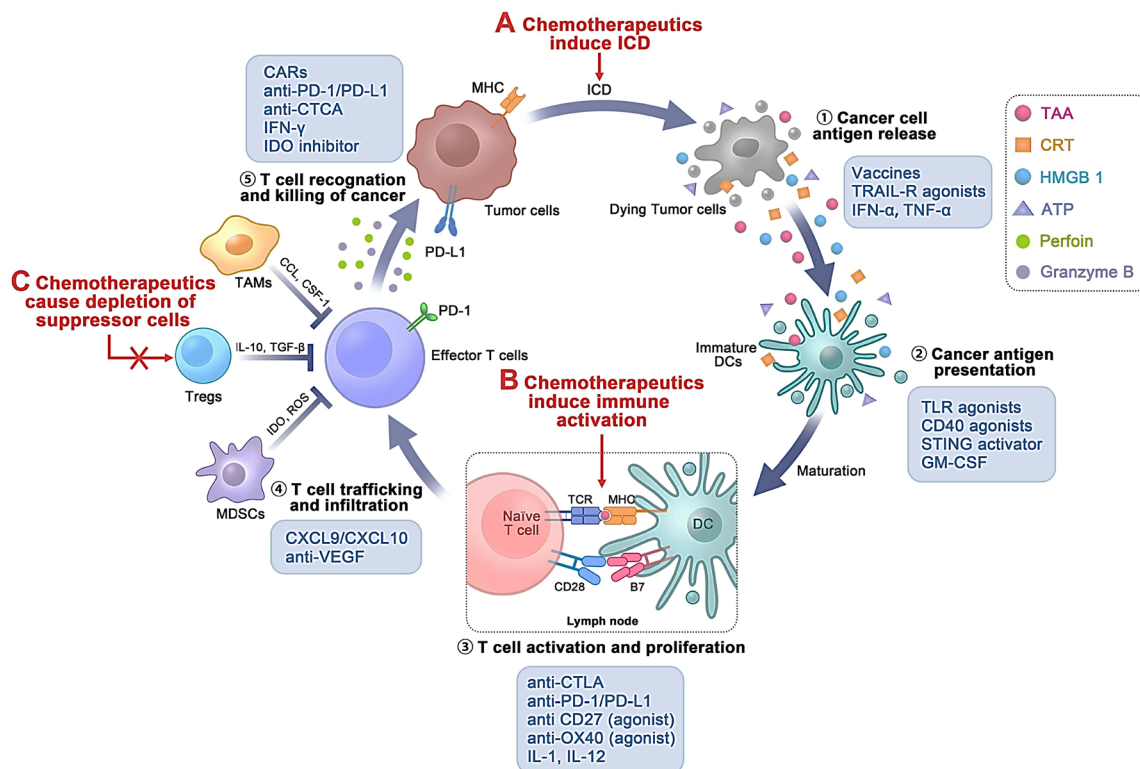 A Chemotherapeutics
induce ICD
CARs
anti-PD-1/PD-L1
anti-CTCA
IFN-γ
IDO inhibitor
MHC
ICD
① Cancer cell
antigen release
Vaccines
TRAIL-R agonists
IFN-α, TNF-α
TAA
CRT
HMGB 1
ATP
Perfoin
Granzyme B
⑤ T cell recognation
and killing of cancer
Tumor cells
Dying Tumor cells
PD-L1
TAMs
CCL, CSF-1
C Chemotherapeutics
cause depletion of
suppressor cells
PD-1
IL-10, TGF-β
Effector T cells
Tregs
Immature
DCs
② Cancer antigen
presentation
TLR agonists
CD40 agonists
STING activator
GM-CSF
B Chemotherapeutics
induce immune
activation
IDO, ROS
MDSCs
④ T cell trafficking
and infiltration
CXCL9/CXCL10
anti-VEGF
Maturation
Naïve
T cell
TCR
MHC
DC
CD28
B7
Lymph node
③ T cell activation and proliferation
anti-CTLA
anti-PD-1/PD-L1
anti CD27 (agonist)
anti-OX40 (agonist)
IL-1, IL-12